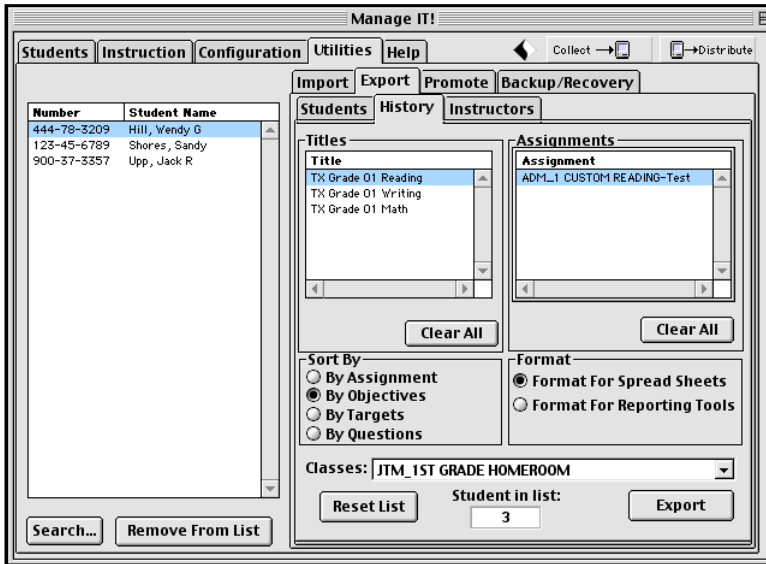 Manage IT!
Students Instruction Configuration Utilities Help
Collect Distribute
Import Export Promote Backup/Recovery
Students History Instructors
Number Student Name
444-78-3209 Hill, Wendy G
123-45-6789 Shores, Sandy
900-37-3357 Upp, Jack R
Titles
Title
TX Grade 01 Reading
TX Grade 01 Writing
TX Grade 01 Math
Clear All
Assignments
Assignment
ADM_1 CUSTOM READING-Test
Clear All
Sort By
By Assignment
By Objectives
By Targets
By Questions
Format
Format For Spread Sheets
Format For Reporting Tools
Classes: JTM_1ST GRADE HOMEROOM
Reset List
Student in list:
3
Export
Search... Remove From List